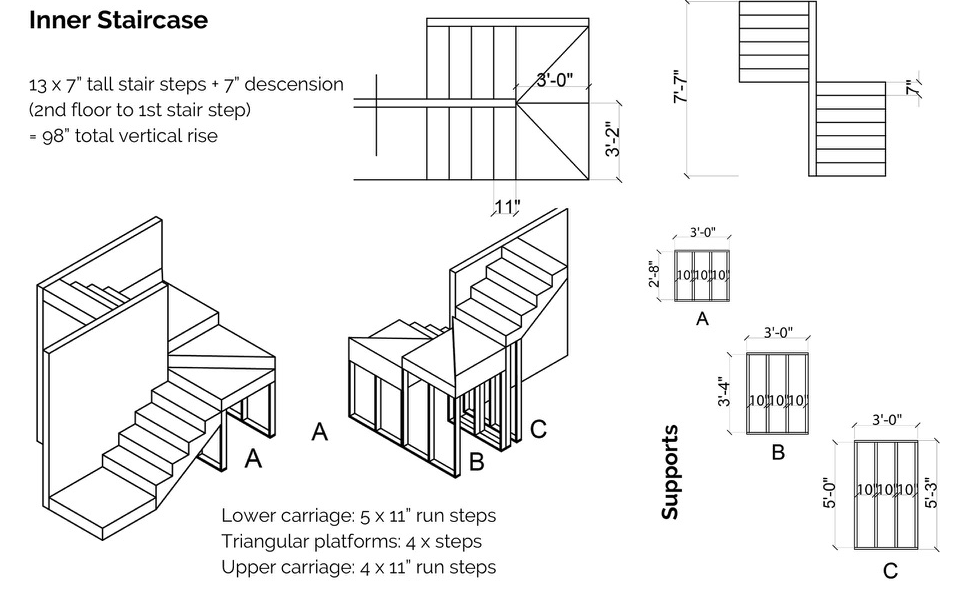 Inner Staircase
13 x 7” tall stair steps + 7” descension
(2nd floor to 1st stair step)
= 98” total vertical rise
3'-0"
3'-2"
11"
7'-7"
7"
3'-0"
2'-8"
10" 10" 10"
A
3'-0"
3'-4"
10" 10" 10"
B
3'-0"
5'-0"
10" 10" 10"
5'-3"
C
Supports
A
A
B
C
Lower carriage: 5 x 11” run steps
Triangular platforms: 4 x steps
Upper carriage: 4 x 11” run steps